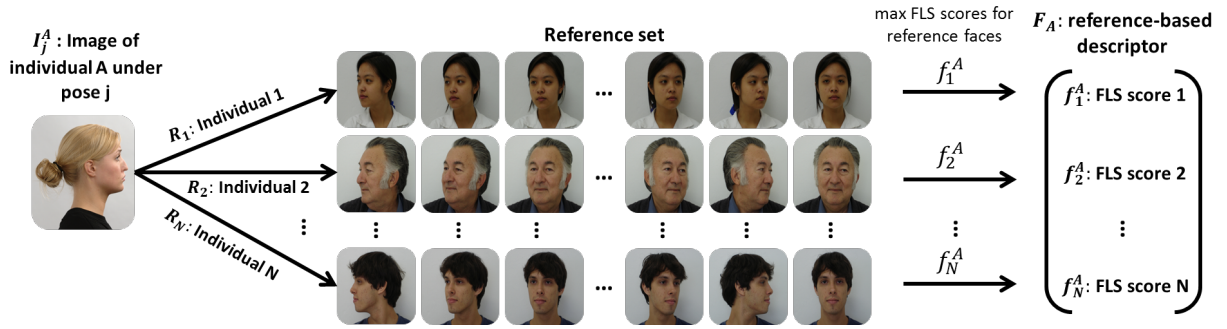 I_j^A : Image of
individual A under
pose j
Reference set
max FLS scores for
reference faces
F_A: reference-based
descriptor
R_1: Individual 1
...
f_1^A
f_1^A: FLS score 1
R_2: Individual 2
...
f_2^A
f_2^A: FLS score 2
⋮ ⋮ ⋮ ⋮ ⋮ ⋮ ⋮ ⋮ ⋮
R_N: Individual N
...
f_N^A
f_N^A: FLS score N